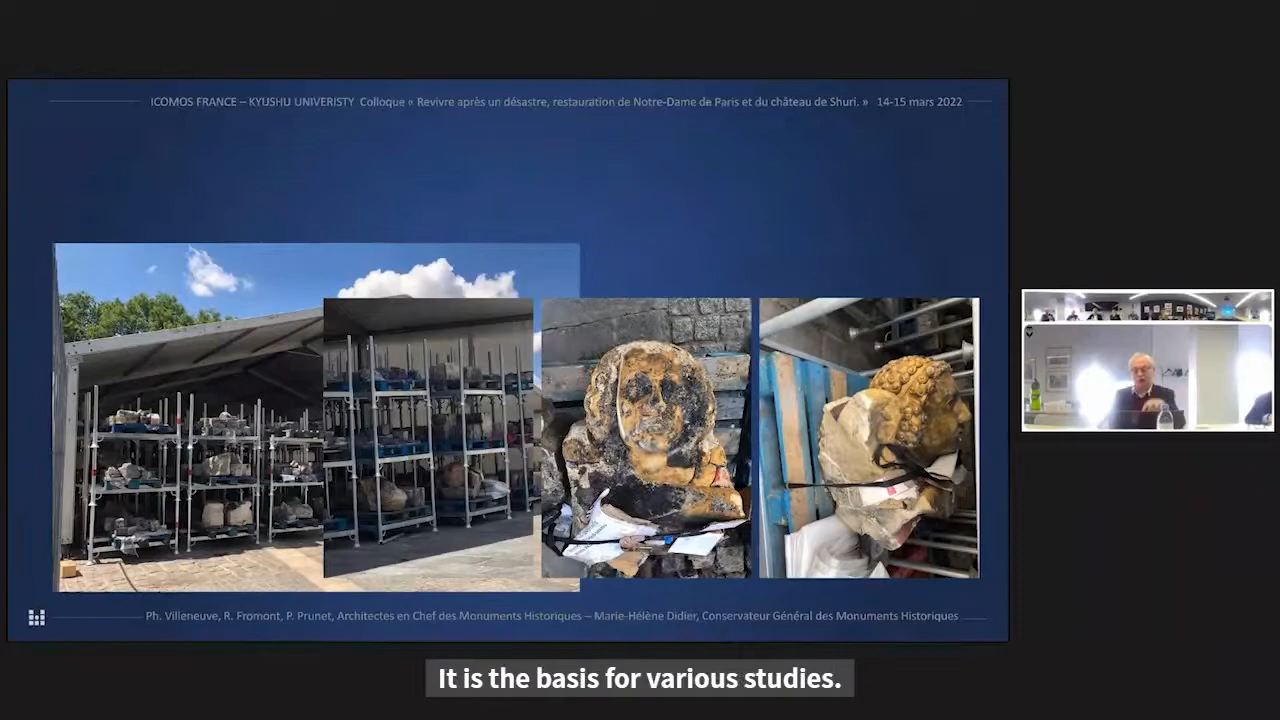 ICOMOS FRANCE – KYUSHU UNIVERISTY Colloque « Revivre après un désastre, restauration de Notre-Dame de Paris et du château de Shuri. » 14-15 mars 2022
Ph. Villeneuve, R. Fromont, P. Prunet, Architectes en Chef des Monuments Historiques – Marie-Hélène Didier, Conservateur Général des Monuments Historiques
It is the basis for various studies.